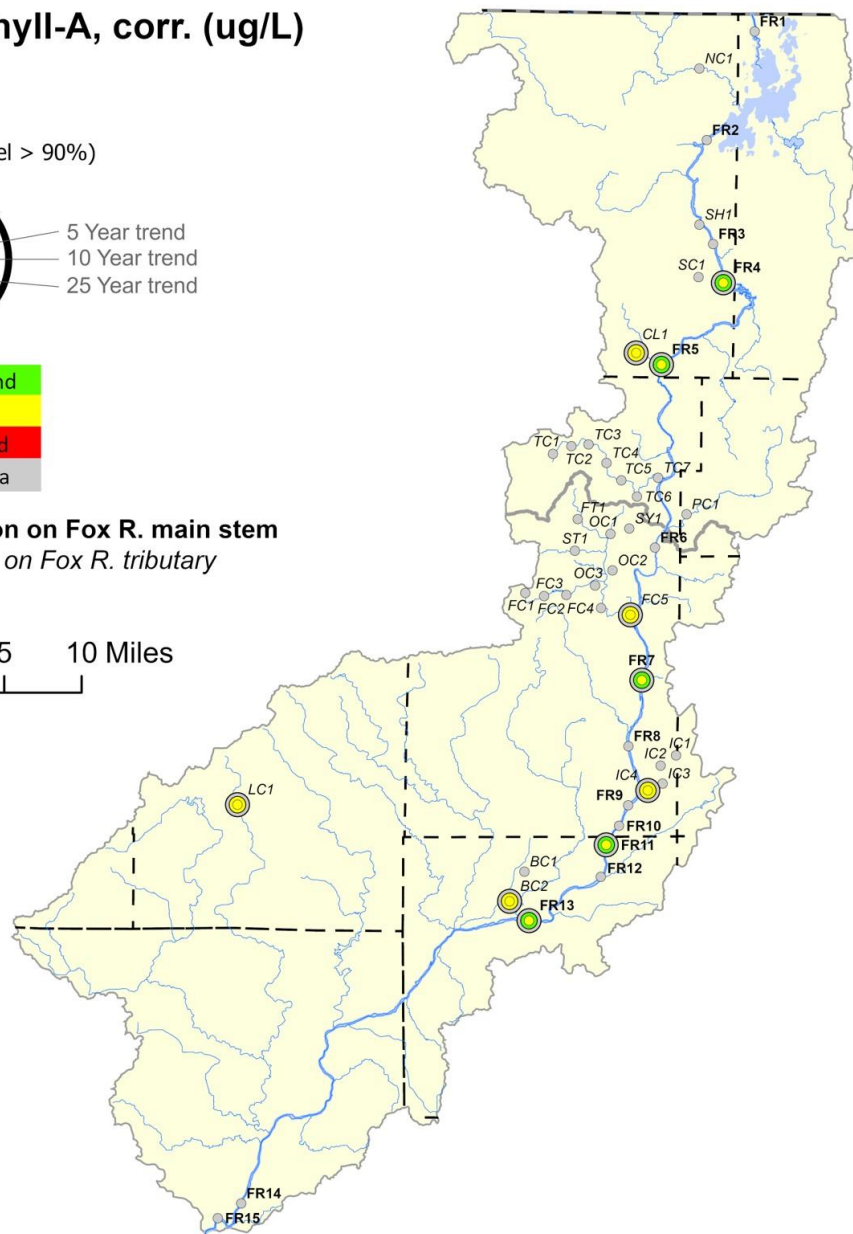 nyll-A, corr. (ug/L)
el > 90%)
5 Year trend
10 Year trend
25 Year trend
nd
d
a
on on Fox R. main stem
on Fox R. tributary
5 10 Miles
FR1
NC1
FR2
SH1
FR3
SC1
FR4
CL1
FR5
TC1
TC3
TC2
TC4
TC5
TC7
TC6
FT1
PC1
OC1
SY1
ST1
FR6
OC2
OC3
FC3
FC1
FC2
FC4
FC5
FR7
FR8
IC1
IC2
IC4
IC3
LC1
FR9
FR10
FR11
BC1
FR12
BC2
FR13
FR14
FR15